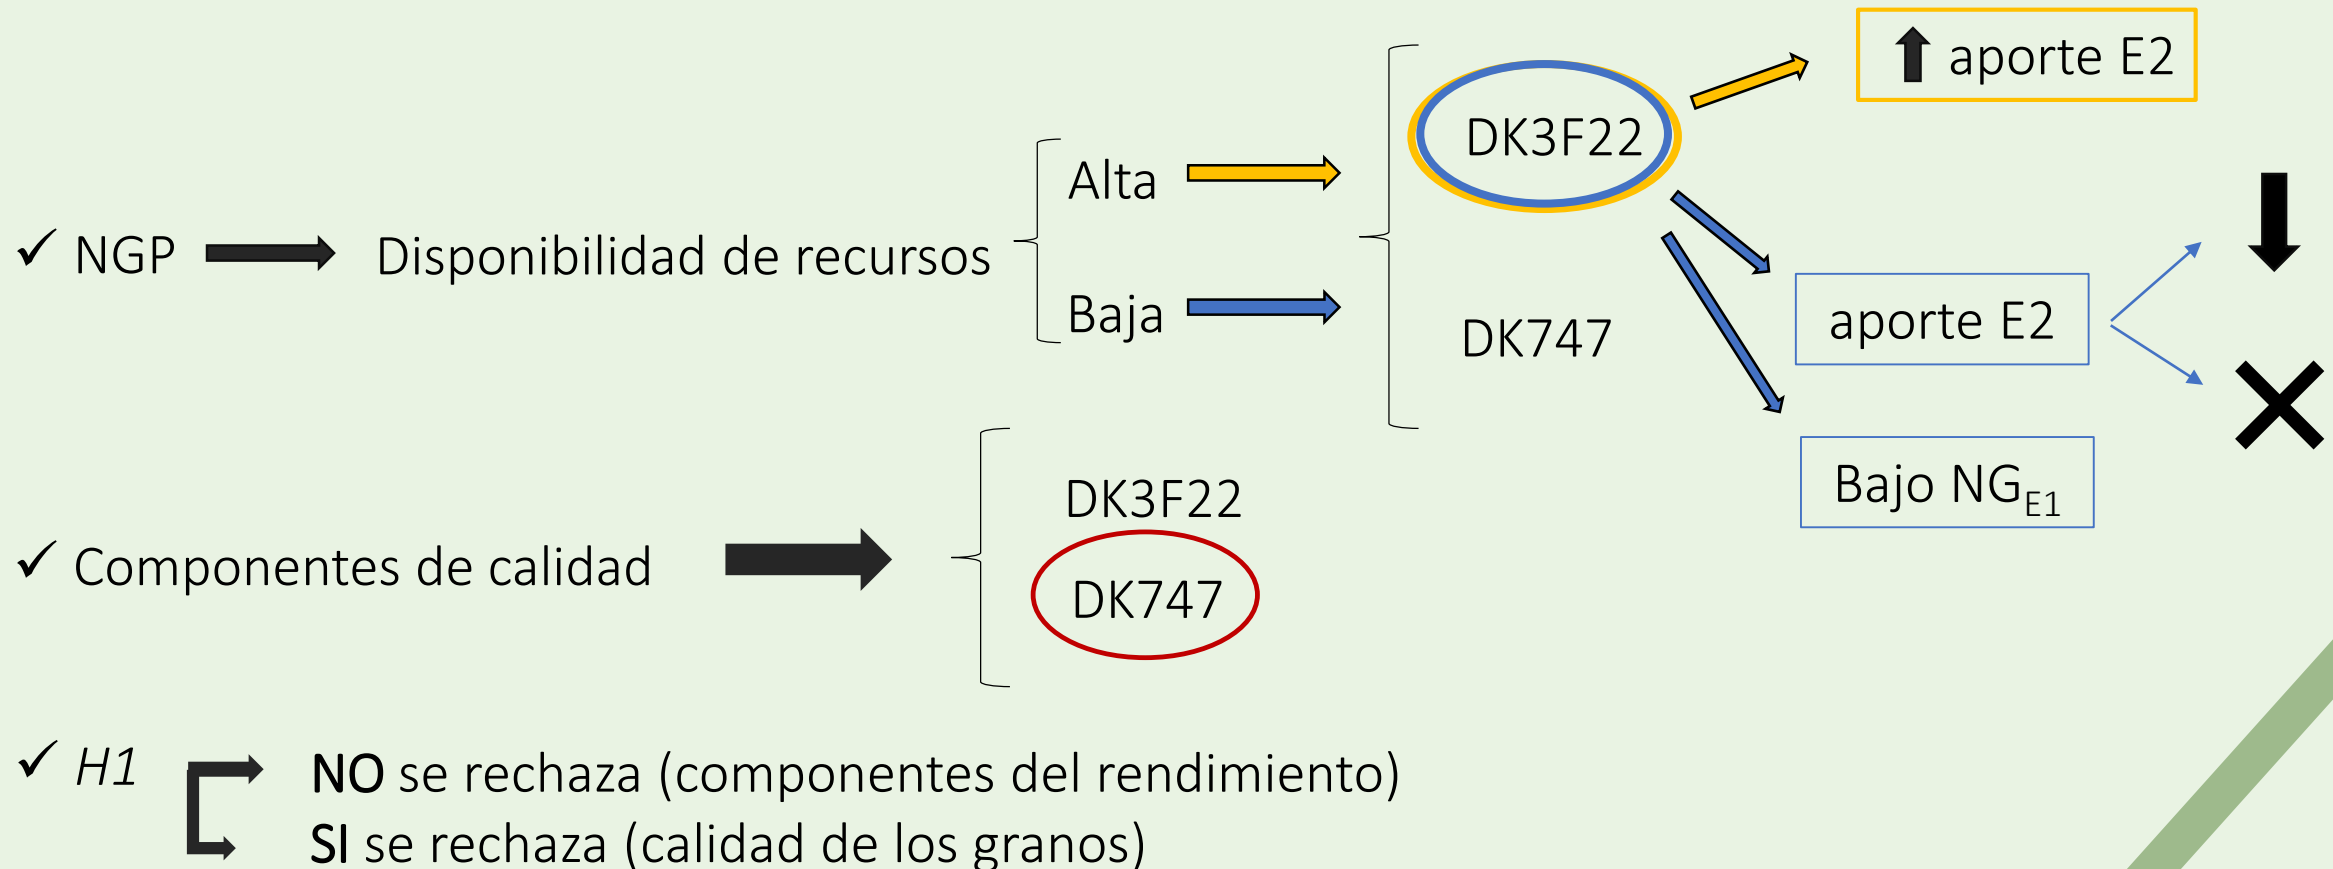 aporte E2
DK3F22
Alta
✓ NGP Disponibilidad de recursos
Baja
aporte E2
DK747
Bajo NG_E1
DK3F22
✓ Componentes de calidad
DK747
✓ H1
NO se rechaza (componentes del rendimiento)
SI se rechaza (calidad de los granos)